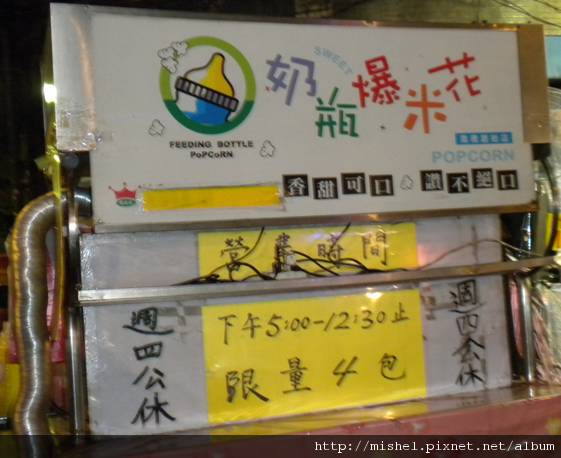 SWEET
奶瓶爆米花
FEEDING BOTTLE
PoPCoRN
POPCORN
香甜可口 讚不絕口
營業時間
下午5:00-12:30止
限量4包
週四公休
週四公休
http://mishel.pixnet.net/album